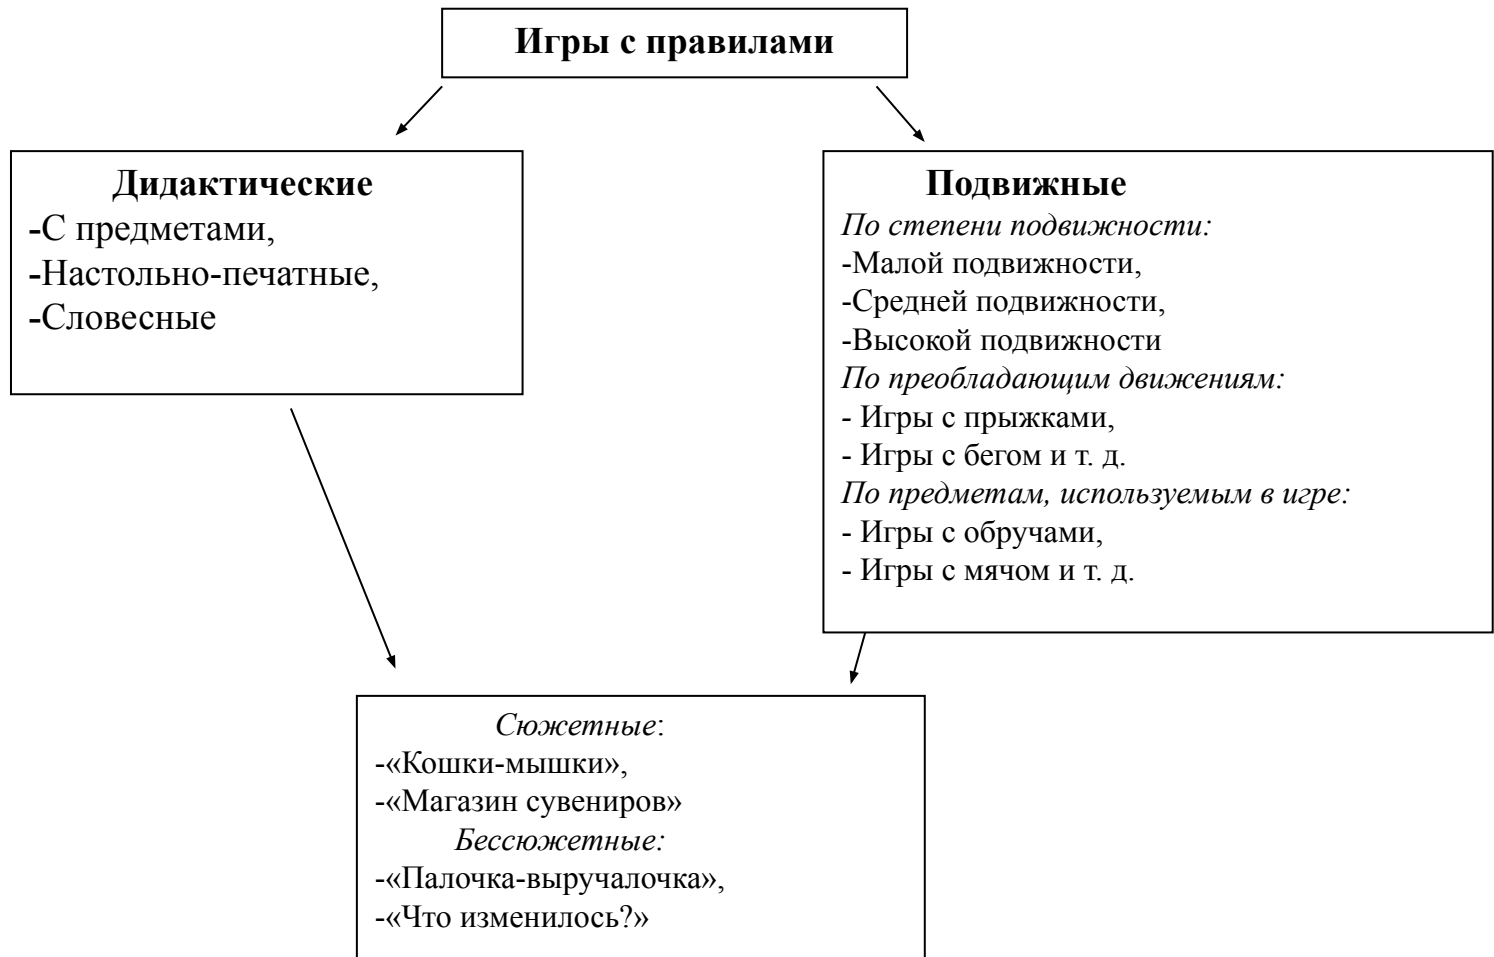 Игры с правилами
Дидактические
-С предметами,
-Настольно-печатные,
-Словесные
Подвижные
По степени подвижности:
-Малой подвижности,
-Средней подвижности,
-Высокой подвижности
По преобладающим движениям:
- Игры с прыжками,
- Игры с бегом и т. д.
По предметам, используемым в игре:
- Игры с обручами,
- Игры с мячом и т. д.
Сюжетные:
-«Кошки-мышки»,
-«Магазин сувениров»
Бессюжетные:
-«Палочка-выручалочка»,
-«Что изменилось?»